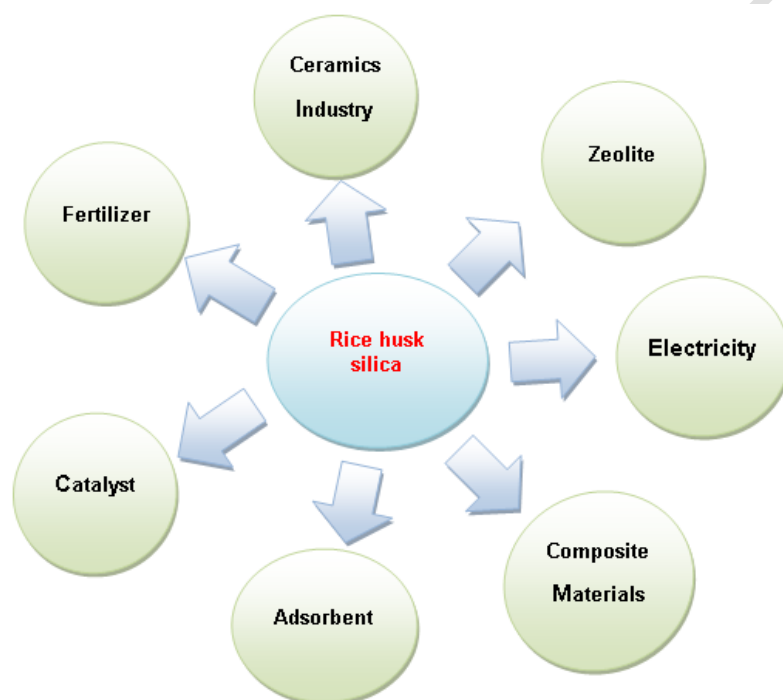 Ceramics
Industry
Zeolite
Fertilizer
Rice husk
silica
Electricity
Catalyst
Composite
Materials
Adsorbent